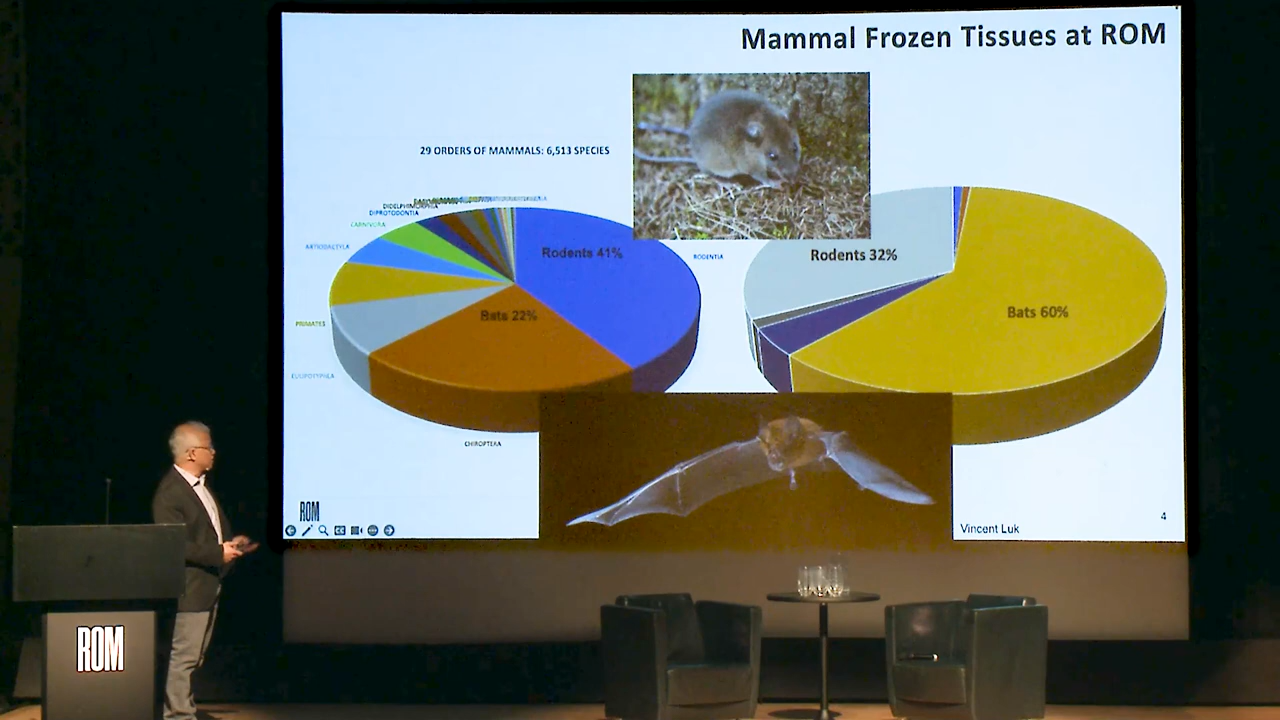 Mammal Frozen Tissues at ROM
29 ORDERS OF MAMMALS: 6,513 SPECIES
DIDELPHIMORPHIA
DIPROTODONTIA
CARNIVORA
ARTIODACTYLA
PRIMATES
EULIPOTYPHLA
CHIROPTERA
RODENTIA
Rodents 41%
Bats 22%
Rodents 32%
Bats 60%
ROM
4
Vincent Luk
ROM